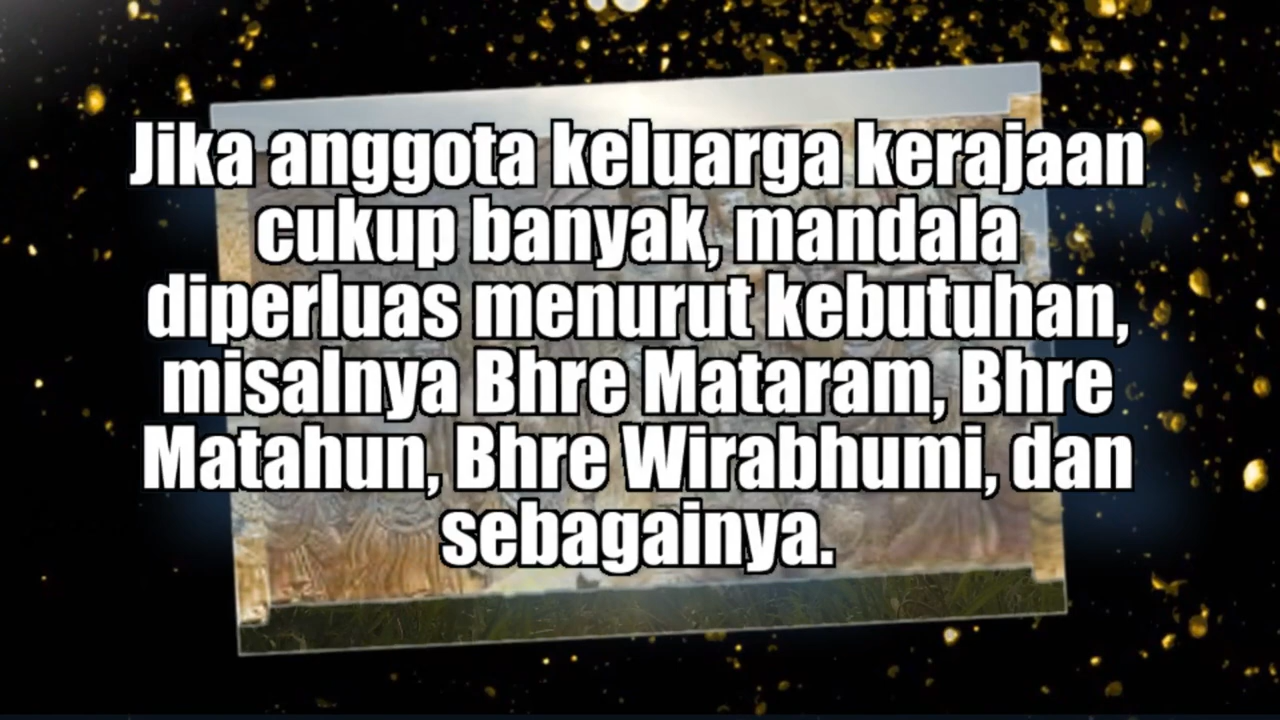 Jika anggota keluarga kerajaan
cukup banyak, mandala
diperluas menurut kebutuhan,
misalnya Bhre Mataram, Bhre
Matahun, Bhre Wirabhumi, dan
sebagainya.